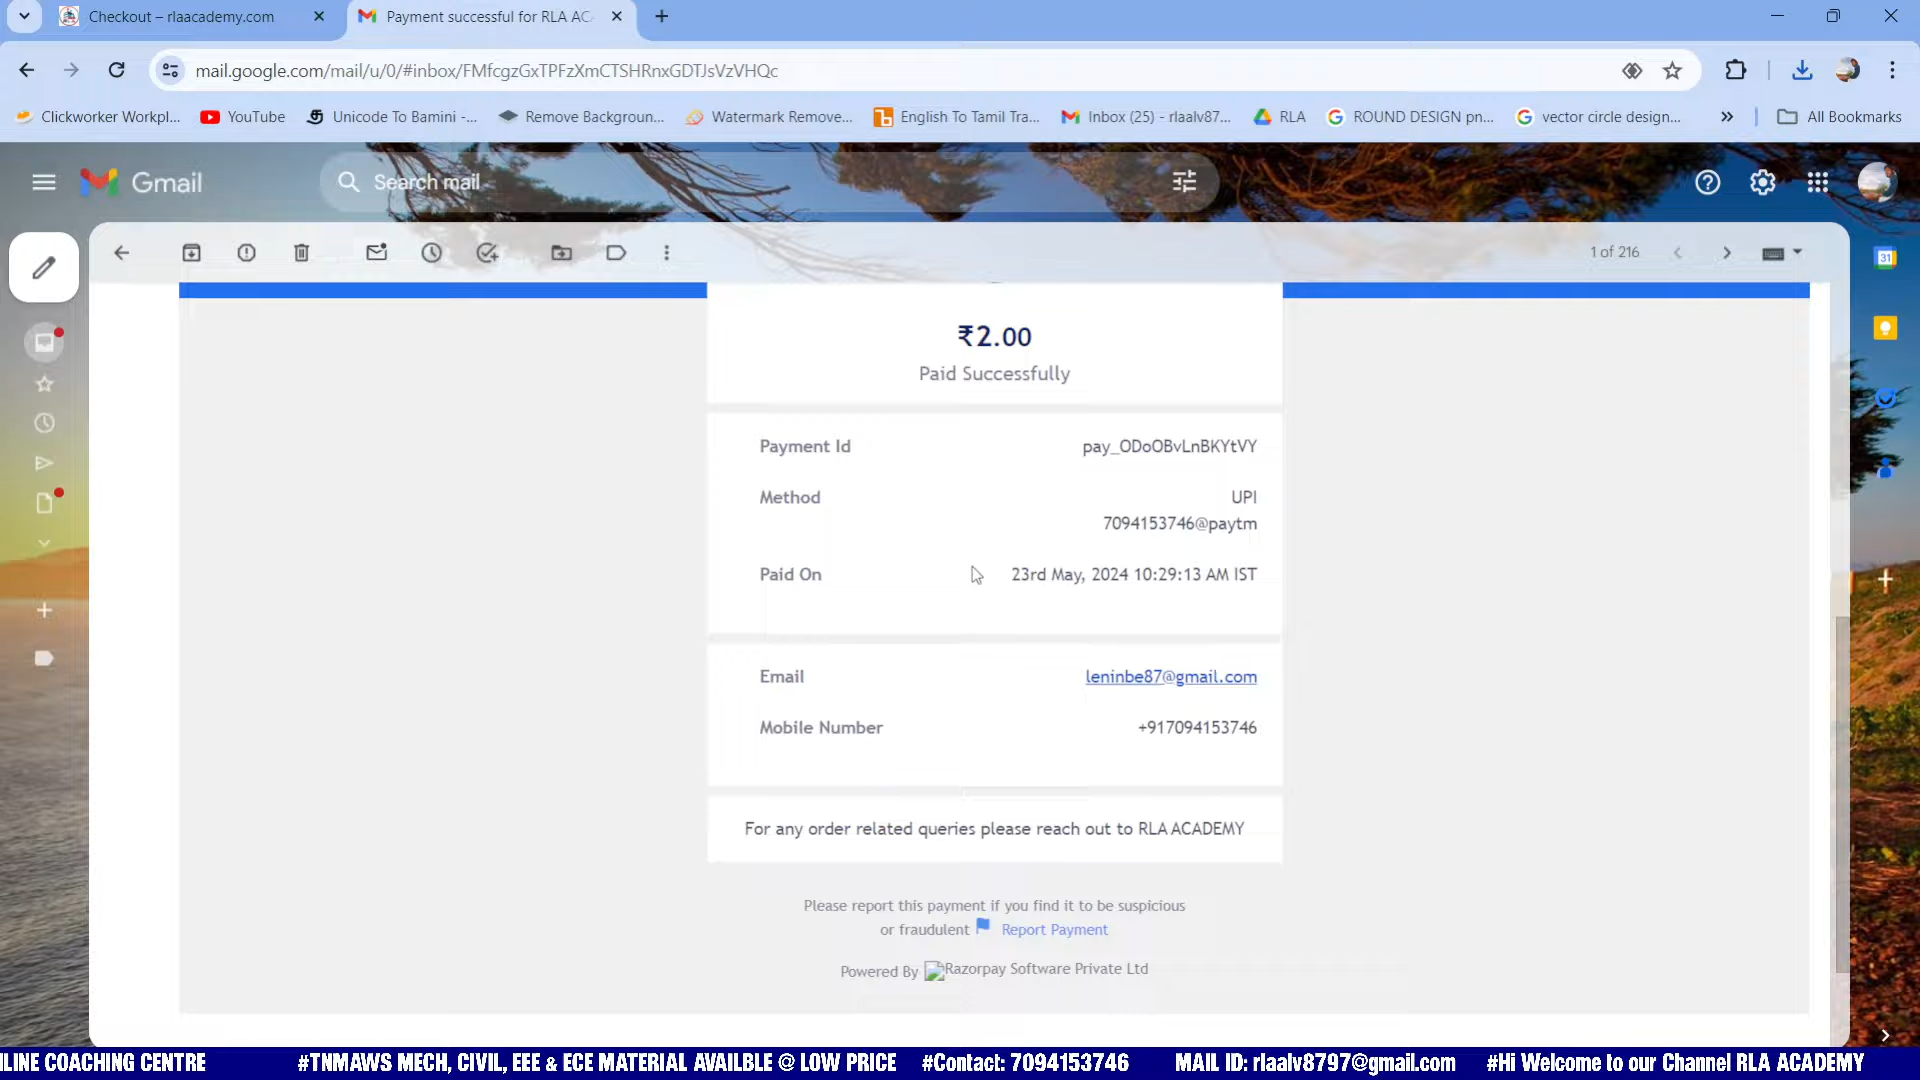 Checkout – rlaacademy.com
Payment successful for RLA AC
mail.google.com/mail/u/0/#inbox/FMfcgzGxTPFzXmCTSHRnxGDTJsVzVHQc
Clickworker Workpl...
YouTube
Unicode To Bamini -...
Remove Backgroun...
Watermark Remove...
English To Tamil Tra...
Inbox (25) - rlaalv87...
RLA
ROUND DESIGN pn...
vector circle design...
All Bookmarks
Gmail
Search mail
1 of 216
31
₹2.00
Paid Successfully
Payment Id pay_ODoOBvLnBKYtVY
Method UPI
7094153746@paytm
Paid On 23rd May, 2024 10:29:13 AM IST
Email leninbe87@gmail.com
Mobile Number +917094153746
For any order related queries please reach out to RLA ACADEMY
Please report this payment if you find it to be suspicious
or fraudulent Report Payment
Powered By Razorpay Software Private Ltd
LINE COACHING CENTRE #TNMAWS MECH, CIVIL, EEE & ECE MATERIAL AVAILBLE @ LOW PRICE #Contact: 7094153746 MAIL ID: rlaalv8797@gmail.com #Hi Welcome to our Channel RLA ACADEMY